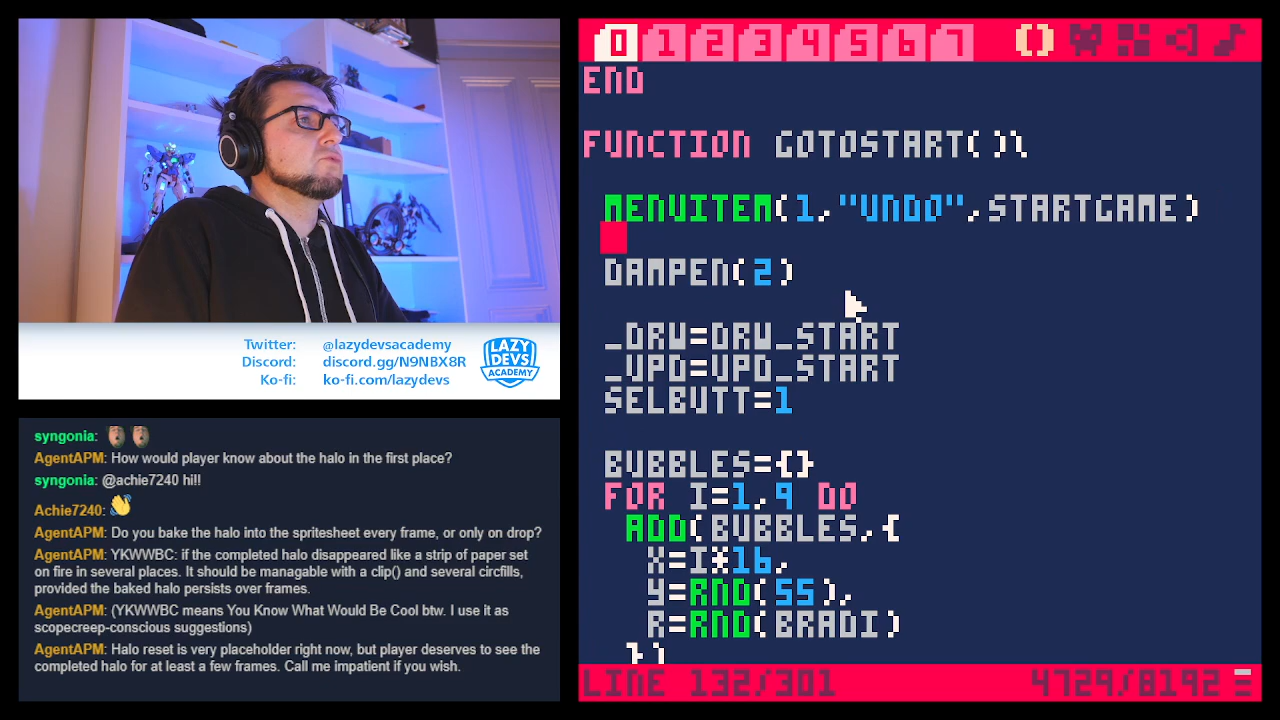 Twitter: @lazydevsacademy
Discord: discord.gg/N9NBX8R
Ko-fi: ko-fi.com/lazydevs
LAZY
DEVS
ACADEMY
syngonia:
AgentAPM: How would player know about the halo in the first place?
syngonia: @achie7240 hi!!
Achie7240:
AgentAPM: Do you bake the halo into the spritesheet every frame, or only on drop?
AgentAPM: YKWWBC: if the completed halo disappeared like a strip of paper set
on fire in several places. It should be managable with a clip() and several circfills,
provided the baked halo persists over frames.
AgentAPM: (YKWWBC means You Know What Would Be Cool btw. I use it as
scopecreep-conscious suggestions)
AgentAPM: Halo reset is very placeholder right now, but player deserves to see the
completed halo for at least a few frames. Call me impatient if you wish.
0 1 2 3 4 5 6 7 ()
END
FUNCTION GOTOSTART()\
MENUITEM(1,"UNDO",STARTGAME)
DAMPEN(2)
_DRW=DRW_START
_UPD=UPD_START
SELBUTT=1
BUBBLES={}
FOR I=1,9 DO
ADD(BUBBLES,{
X=I*16,
Y=RND(55),
R=RND(BRADI)
})
LINE 132/301 4729/8192